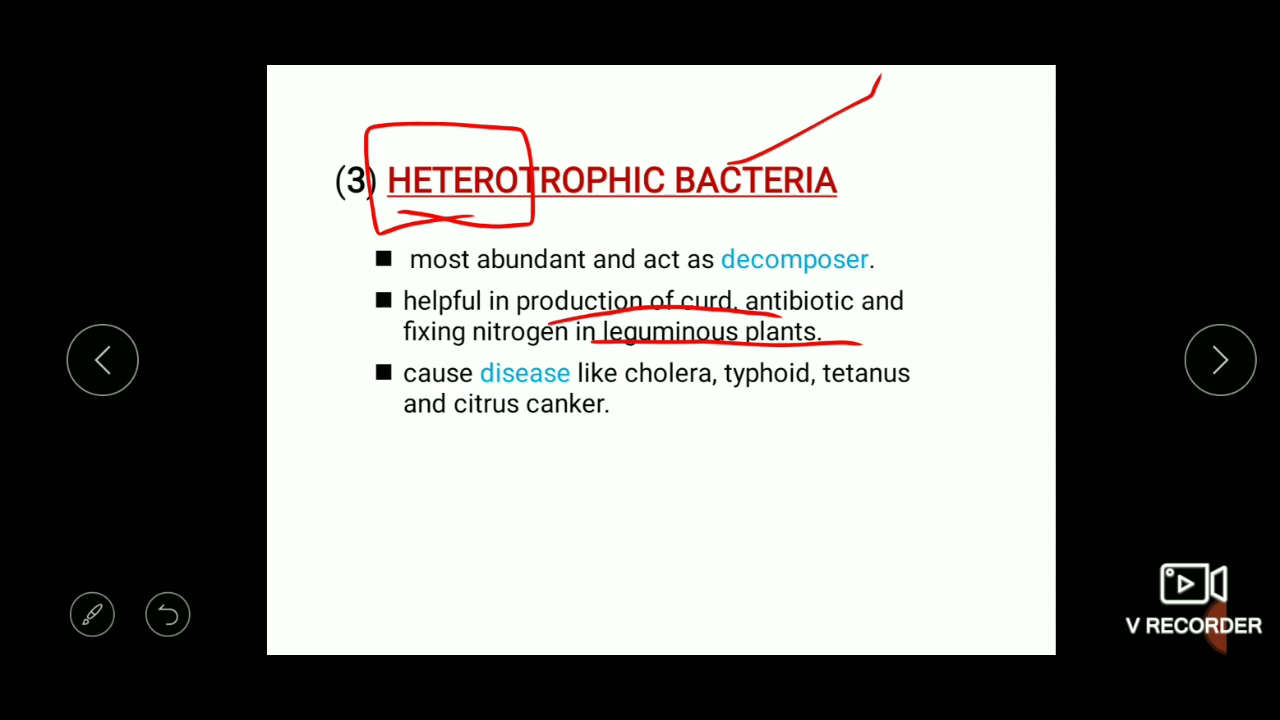 (3) HETEROTROPHIC BACTERIA
■ most abundant and act as decomposer.
■ helpful in production of curd, antibiotic and
fixing nitrogen in leguminous plants.
■ cause disease like cholera, typhoid, tetanus
and citrus canker.
V RECORDER